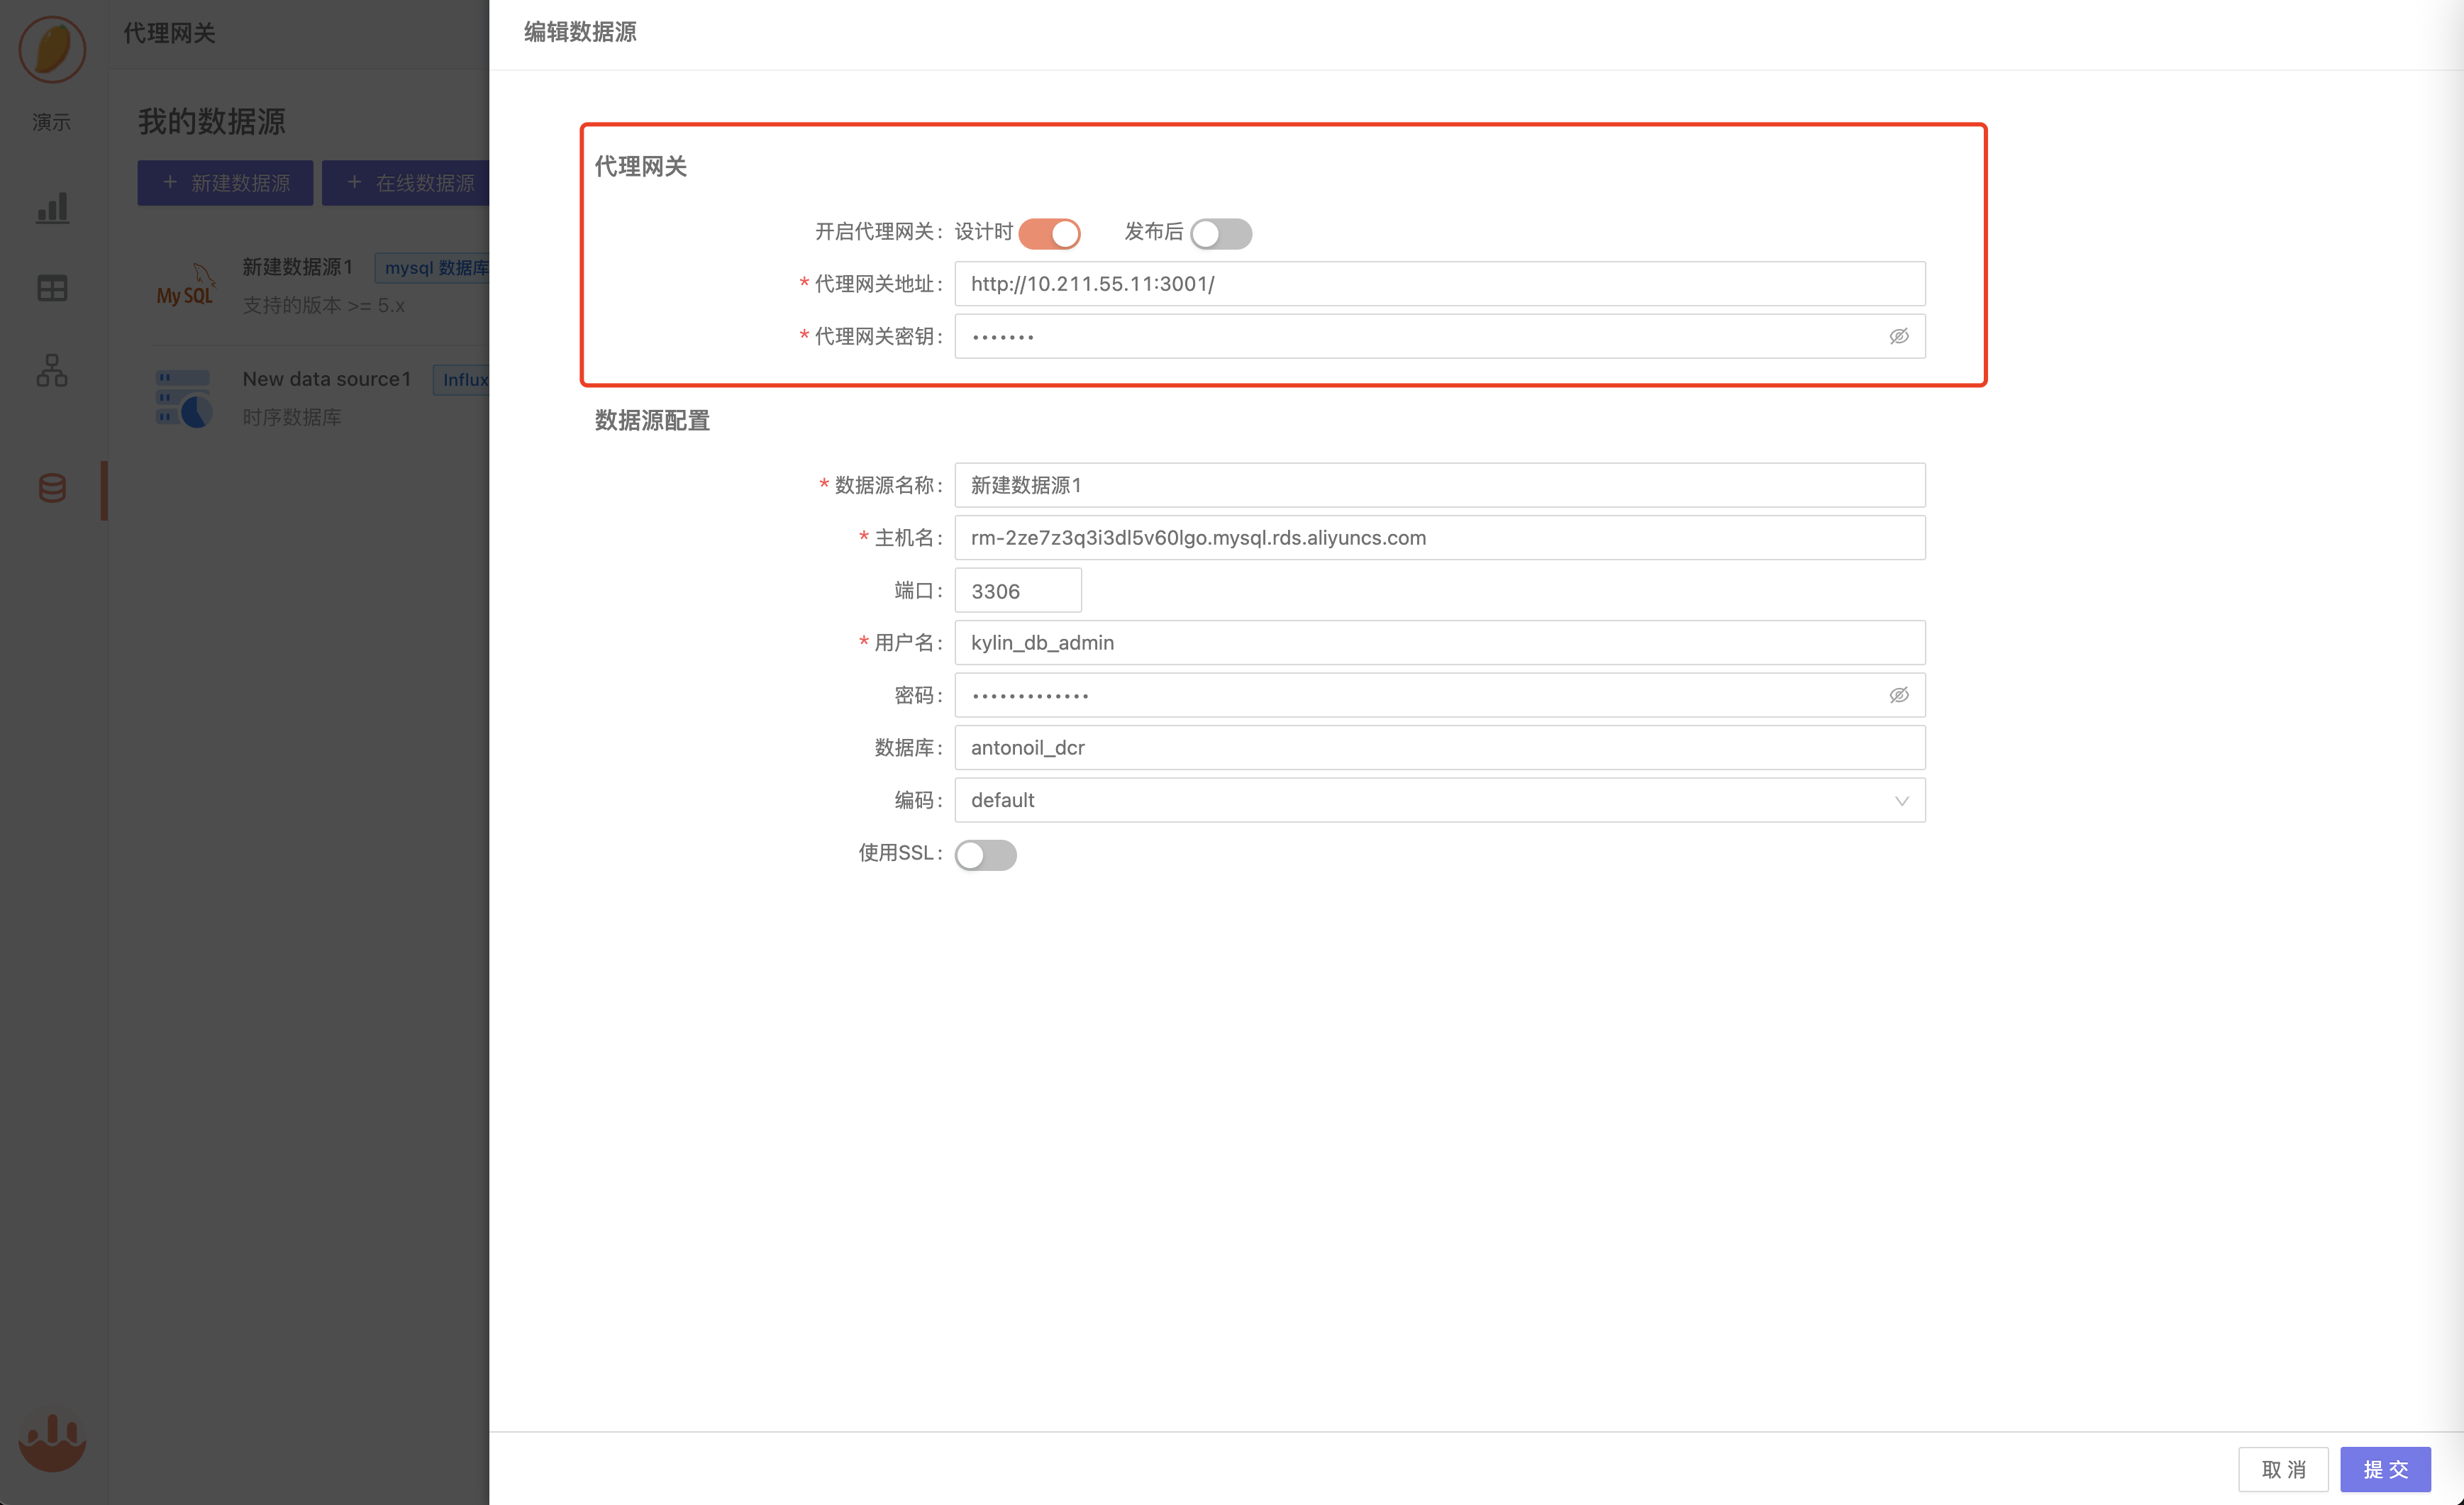 代理网关
演示
我的数据源
+ 新建数据源
+ 在线数据源
新建数据源1
mysql 数据库
MySQL
支持的版本 >= 5.x
New data source1
Influx
时序数据库
编辑数据源
代理网关
开启代理网关: 设计时 发布后
* 代理网关地址: http://10.211.55.11:3001/
* 代理网关密钥: •••••••
数据源配置
* 数据源名称: 新建数据源1
* 主机名: rm-2ze7z3q3i3dl5v60lgo.mysql.rds.aliyuncs.com
端口: 3306
* 用户名: kylin_db_admin
密码: •••••••••••••
数据库: antonoil_dcr
编码: default
使用SSL:
取 消
提 交